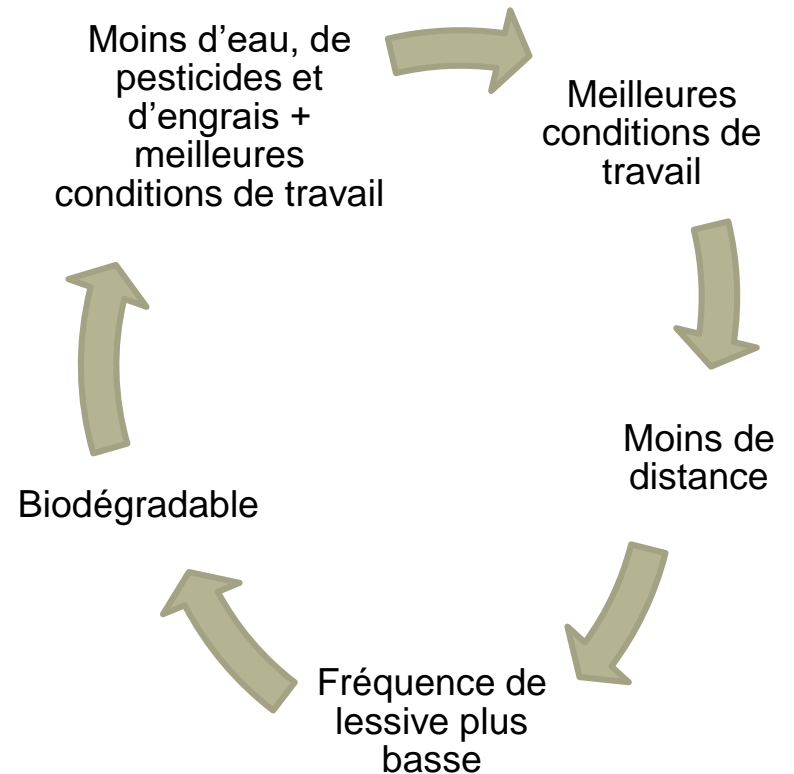 Moins d'eau, de
pesticides et
d'engrais +
meilleures
conditions de travail
Meilleures
conditions de
travail
Moins de
distance
Fréquence de
lessive plus
basse
Biodégradable